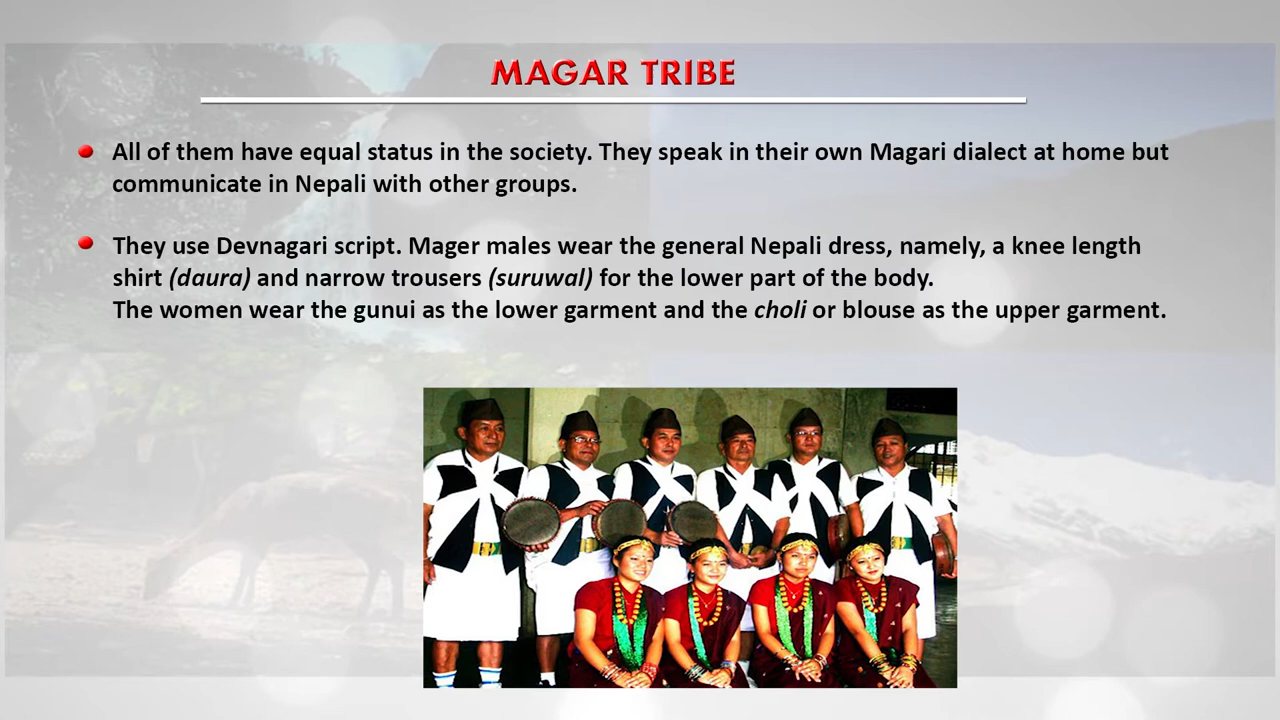 MAGAR TRIBE
All of them have equal status in the society. They speak in their own Magari dialect at home but
communicate in Nepali with other groups.
They use Devnagari script. Mager males wear the general Nepali dress, namely, a knee length
shirt (daura) and narrow trousers (suruwal) for the lower part of the body.
The women wear the gunui as the lower garment and the choli or blouse as the upper garment.